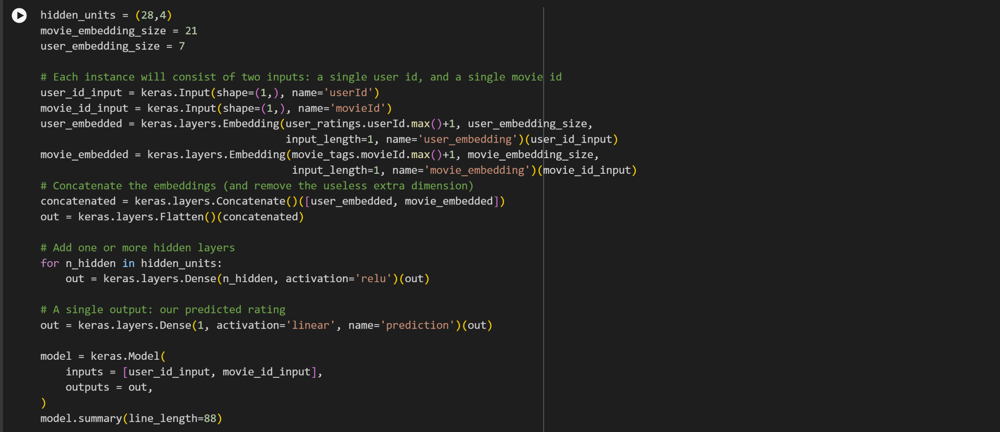 hidden_units = (28,4)
movie_embedding_size = 21
user_embedding_size = 7

# Each instance will consist of two inputs: a single user id, and a single movie id
user_id_input = keras.Input(shape=(1,), name='userId')
movie_id_input = keras.Input(shape=(1,), name='movieId')
user_embedded = keras.layers.Embedding(user_ratings.userId.max()+1, user_embedding_size,
                                       input_length=1, name='user_embedding')(user_id_input)
movie_embedded = keras.layers.Embedding(movie_tags.movieId.max()+1, movie_embedding_size,
                                        input_length=1, name='movie_embedding')(movie_id_input)
# Concatenate the embeddings (and remove the useless extra dimension)
concatenated = keras.layers.Concatenate()([user_embedded, movie_embedded])
out = keras.layers.Flatten()(concatenated)

# Add one or more hidden layers
for n_hidden in hidden_units:
    out = keras.layers.Dense(n_hidden, activation='relu')(out)

# A single output: our predicted rating
out = keras.layers.Dense(1, activation='linear', name='prediction')(out)

model = keras.Model(
    inputs = [user_id_input, movie_id_input],
    outputs = out,
)
model.summary(line_length=88)